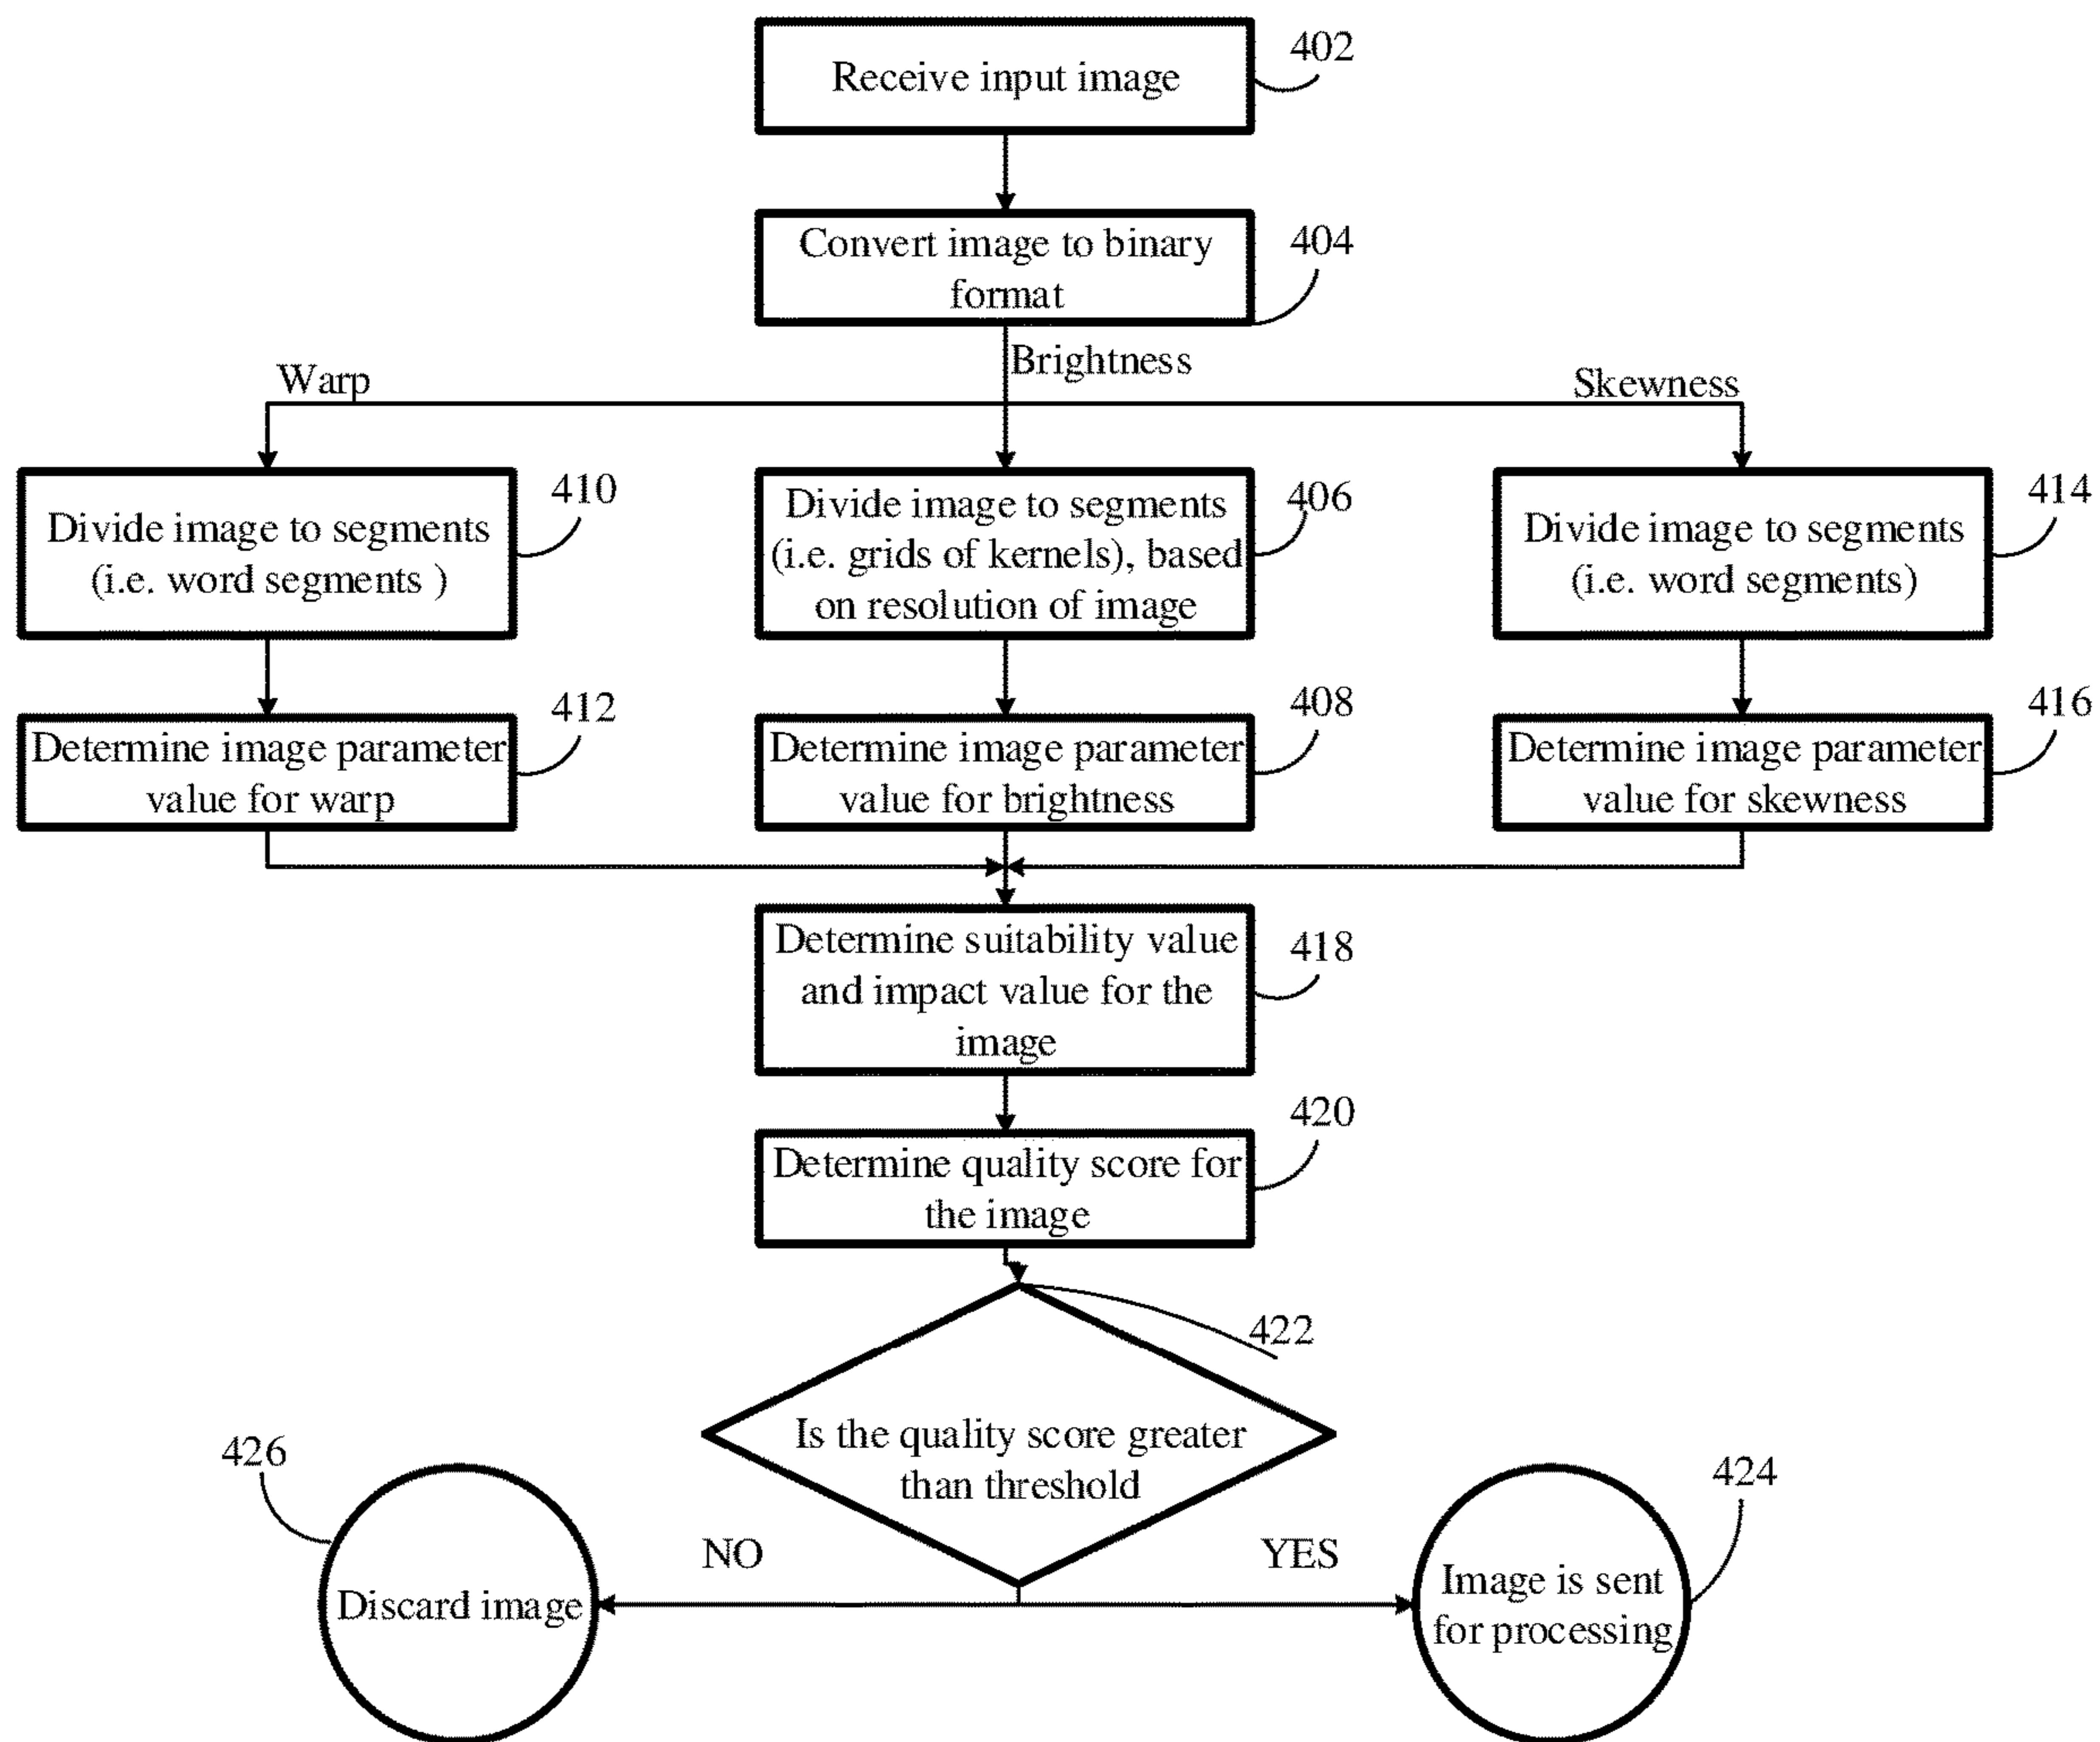 Receive input image
402
Convert image to binary
format
404
Warp
Brightness
Skewness
Divide image to segments
(i.e. word segments )
410
Divide image to segments
(i.e. grids of kernels), based
on resolution of image
406
Divide image to segments
(i.e. word segments)
414
Determine image parameter
value for warp
412
Determine image parameter
value for brightness
408
Determine image parameter
value for skewness
416
Determine suitability value
and impact value for the
image
418
Determine quality score for
the image
420
422
Is the quality score greater
than threshold
NO
YES
426
Discard image
424
Image is sent
for processing